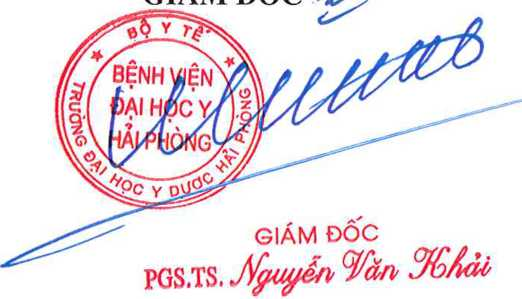 GIÁM ĐỐC
BỘ Y TẾ
BỆNH VIỆN
ĐẠI HỌC Y
HẢI PHÒNG
TRƯỜNG ĐẠI HỌC Y DƯỢC HẢI PHÒNG
GIÁM ĐỐC
PGS.TS. Nguyễn Văn Khải